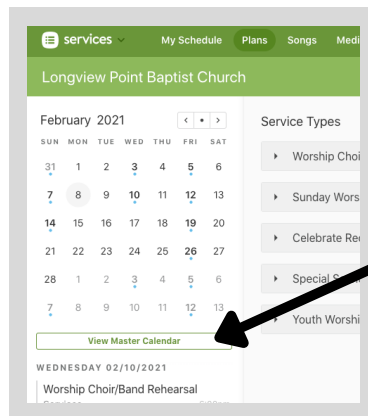 services My Schedule Plans Songs Medi
Longview Point Baptist Church
February 2021
SUN MON TUE WED THU FRI SAT
31 1 2 3 4 5 6
7 8 9 10 11 12 13
14 15 16 17 18 19 20
21 22 23 24 25 26 27
28 1 2 3 4 5 6
7 8 9 10 11 12 13
View Master Calendar
WEDNESDAY 02/10/2021
Worship Choir/Band Rehearsal
Service Types
Worship Choi
Sunday Wors
Celebrate Re
Special
Youth Worshi